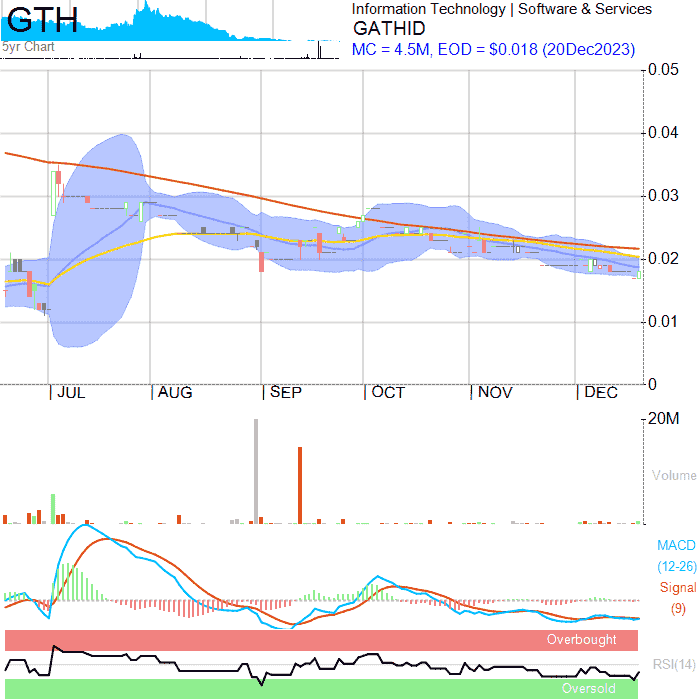 GTH
5yr Chart
Information Technology | Software & Services
GATHID
MC = 4.5M, EOD = $0.018 (20Dec2023)
0.05
0.04
0.03
0.02
0.01
0
JUL
AUG
SEP
OCT
NOV
DEC
20M
Volume
MACD
(12-26)
Signal
(9)
Overbought
RSI(14)
Oversold